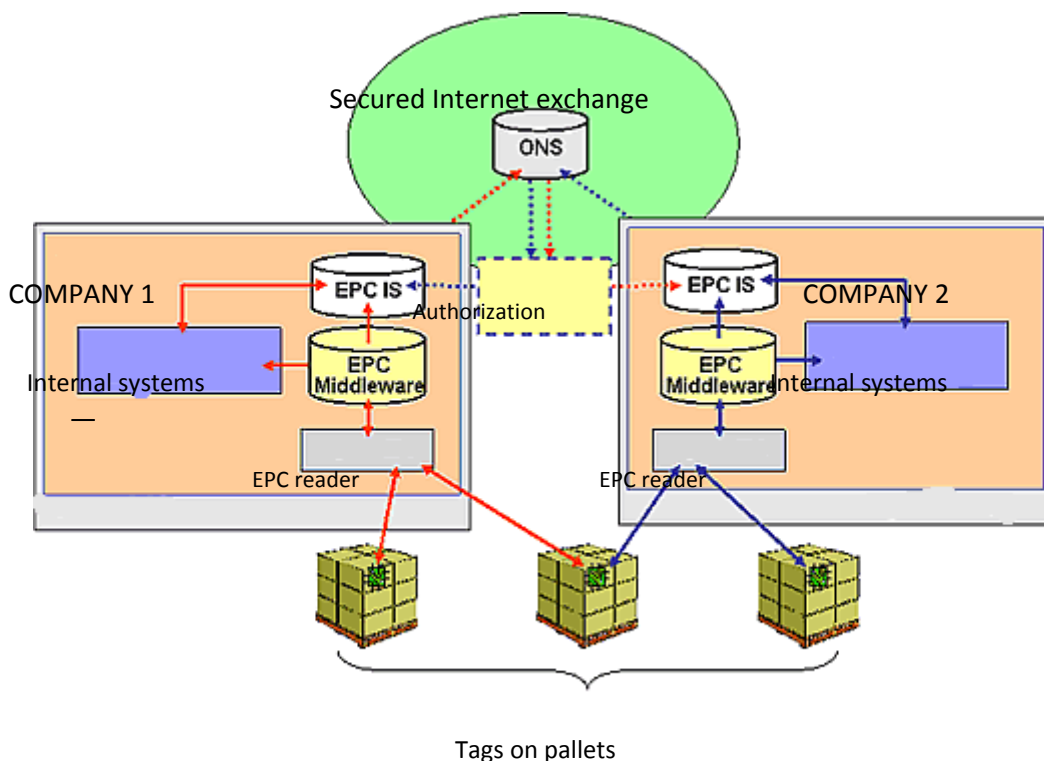 Secured Internet exchange
ONS
COMPANY 1
EPC IS
Authorization
EPC IS
COMPANY 2
Internal systems
—
EPC
Middleware
EPC
Middleware
Internal systems
EPC reader
EPC reader
Tags on pallets